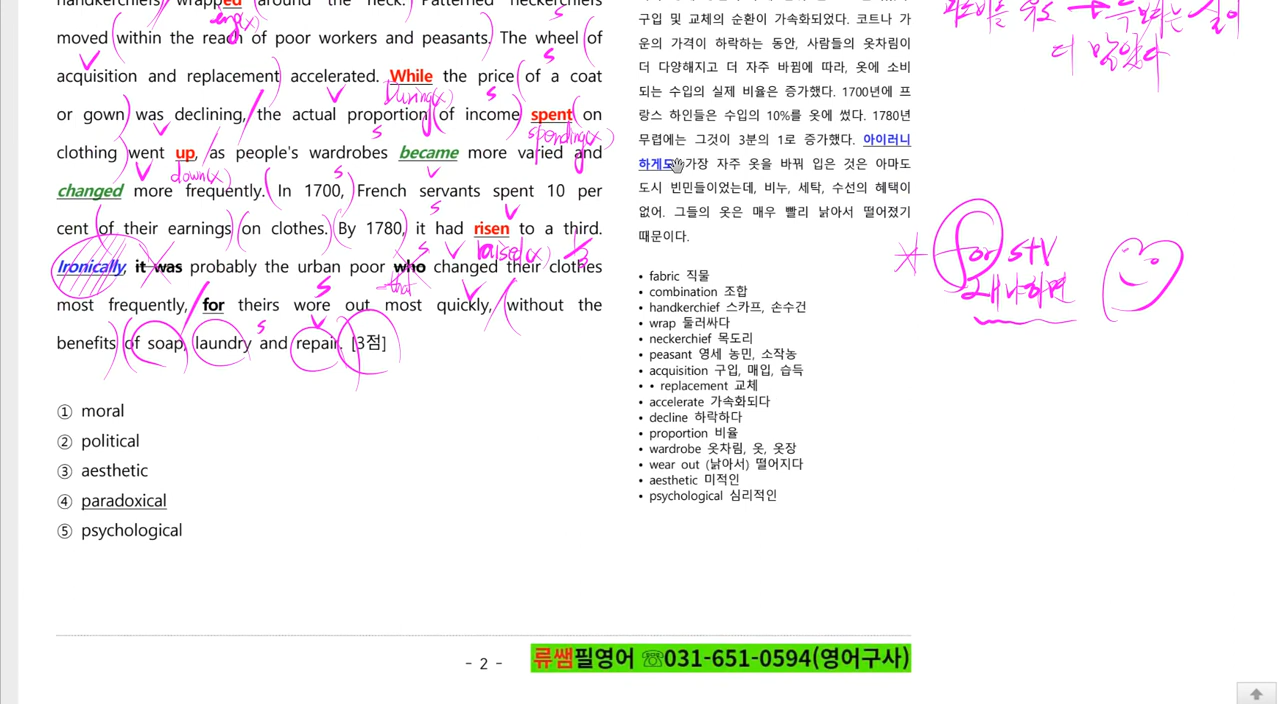 handkerchiefs wrapped around the neck. Patterned neckerchiefs
eng(x)
moved within the reach of poor workers and peasants. The wheel of
acquisition and replacement accelerated. While the price of a coat
During(x)
or gown was declining, the actual proportion of income spent on
spending(x)
clothing went up, as people's wardrobes became more varied and
down(x)
changed more frequently. In 1700, French servants spent 10 per
cent of their earnings on clothes. By 1780, it had risen to a third.
raised(x) 1/3
Ironically, it was probably the urban poor who changed their clothes
that
most frequently, for theirs wore out most quickly, without the
benefits of soap, laundry and repair. [3점]
① moral
② political
③ aesthetic
④ paradoxical
⑤ psychological
구입 및 교체의 순환이 가속화되었다. 코트나 가
운의 가격이 하락하는 동안, 사람들의 옷차림이
더 다양해지고 더 자주 바뀜에 따라, 옷에 소비
되는 수입의 실제 비율은 증가했다. 1700년에 프
랑스 하인들은 수입의 10%를 옷에 썼다. 1780년
무렵에는 그것이 3분의 1로 증가했다. 아이러니
하게도 가장 자주 옷을 바꿔 입은 것은 아마도
도시 빈민들이었는데, 비누, 세탁, 수선의 혜택이
없어. 그들의 옷은 매우 빨리 낡아서 떨어졌기
때문이다.
• fabric 직물
• combination 조합
• handkerchief 스카프, 손수건
• wrap 둘러싸다
• neckerchief 목도리
• peasant 영세 농민, 소작농
• acquisition 구입, 매입, 습득
• • replacement 교체
• accelerate 가속화되다
• decline 하락하다
• proportion 비율
• wardrobe 옷차림, 옷, 옷장
• wear out (낡아서) 떨어지다
• aesthetic 미적인
• psychological 심리적인
더 많았다
for S+V
왜냐하면
- 2 -
류쌤필영어 ☏031-651-0594(영어구사)